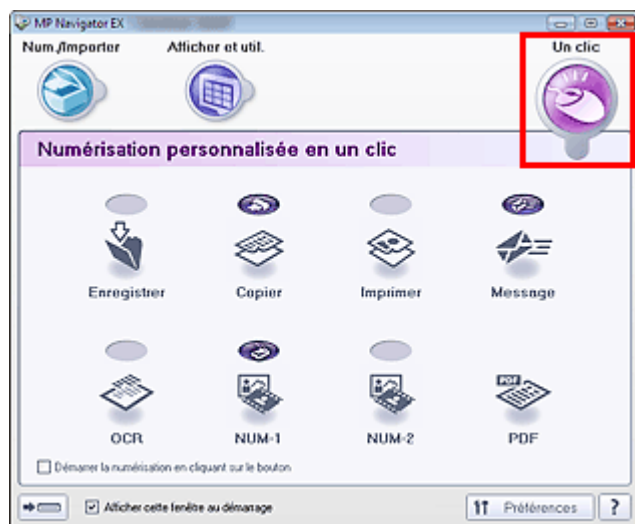 MP Navigator EX
Num./Importer Afficher et util. Un clic
Numérisation personnalisée en un clic
Enregistrer Copier Imprimer Message
PDF
OCR NUM-1 NUM-2 PDF
Démarrer la numérisation en cliquant sur le bouton
Afficher cette fenêtre au démarrage Préférences ?